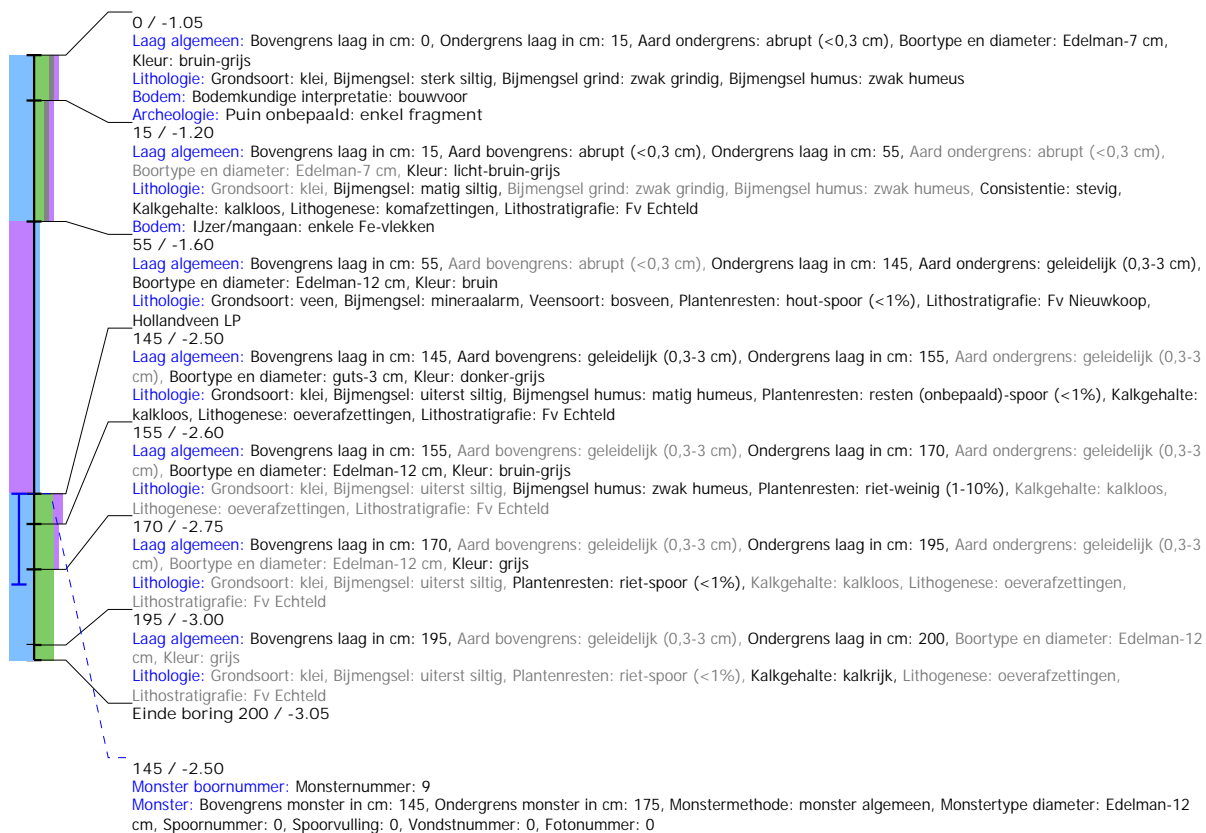 0 / -1.05
Laag algemeen: Bovengrens laag in cm: 0, Ondergrens laag in cm: 15, Aard ondergrens: abrupt (<0,3 cm), Boortype en diameter: Edelman-7 cm,
Kleur: bruin-grijs
Lithologie: Grondsoort: klei, Bijmengsel: sterk siltig, Bijmengsel grind: zwak grindig, Bijmengsel humus: zwak humeus
Bodem: Bodemkundige interpretatie: bouwvoor
Archeologie: Puin onbepaald: enkel fragment
15 / -1.20
Laag algemeen: Bovengrens laag in cm: 15, Aard bovengrens: abrupt (<0,3 cm), Ondergrens laag in cm: 55, Aard ondergrens: abrupt (<0,3 cm),
Boortype en diameter: Edelman-7 cm, Kleur: licht-bruin-grijs
Lithologie: Grondsoort: klei, Bijmengsel: matig siltig, Bijmengsel grind: zwak grindig, Bijmengsel humus: zwak humeus, Consistentie: stevig,
Kalkgehalte: kalkloos, Lithogenese: komafzettingen, Lithostratigrafie: Fv Echteld
Bodem: IJzer/mangaan: enkele Fe-vlekken
55 / -1.60
Laag algemeen: Bovengrens laag in cm: 55, Aard bovengrens: abrupt (<0,3 cm), Ondergrens laag in cm: 145, Aard ondergrens: geleidelijk (0,3-3 cm),
Boortype en diameter: Edelman-12 cm, Kleur: bruin
Lithologie: Grondsoort: veen, Bijmengsel: mineraalarm, Veensoort: bosveen, Plantenresten: hout-spoor (<1%), Lithostratigrafie: Fv Nieuwkoop,
Hollandveen LP
145 / -2.50
Laag algemeen: Bovengrens laag in cm: 145, Aard bovengrens: geleidelijk (0,3-3 cm), Ondergrens laag in cm: 155, Aard ondergrens: geleidelijk (0,3-3
cm), Boortype en diameter: guts-3 cm, Kleur: donker-grijs
Lithologie: Grondsoort: klei, Bijmengsel: uiterst siltig, Bijmengsel humus: matig humeus, Plantenresten: resten (onbepaald)-spoor (<1%), Kalkgehalte:
kalkloos, Lithogenese: oeverafzettingen, Lithostratigrafie: Fv Echteld
155 / -2.60
Laag algemeen: Bovengrens laag in cm: 155, Aard bovengrens: geleidelijk (0,3-3 cm), Ondergrens laag in cm: 170, Aard ondergrens: geleidelijk (0,3-3
cm), Boortype en diameter: Edelman-12 cm, Kleur: bruin-grijs
Lithologie: Grondsoort: klei, Bijmengsel: uiterst siltig, Bijmengsel humus: zwak humeus, Plantenresten: riet-weinig (1-10%), Kalkgehalte: kalkloos,
Lithogenese: oeverafzettingen, Lithostratigrafie: Fv Echteld
170 / -2.75
Laag algemeen: Bovengrens laag in cm: 170, Aard bovengrens: geleidelijk (0,3-3 cm), Ondergrens laag in cm: 195, Aard ondergrens: geleidelijk (0,3-3
cm), Boortype en diameter: Edelman-12 cm, Kleur: grijs
Lithologie: Grondsoort: klei, Bijmengsel: uiterst siltig, Plantenresten: riet-spoor (<1%), Kalkgehalte: kalkloos, Lithogenese: oeverafzettingen,
Lithostratigrafie: Fv Echteld
195 / -3.00
Laag algemeen: Bovengrens laag in cm: 195, Aard bovengrens: geleidelijk (0,3-3 cm), Ondergrens laag in cm: 200, Boortype en diameter: Edelman-12
cm, Kleur: grijs
Lithologie: Grondsoort: klei, Bijmengsel: uiterst siltig, Plantenresten: riet-spoor (<1%), Kalkgehalte: kalkrijk, Lithogenese: oeverafzettingen,
Lithostratigrafie: Fv Echteld
Einde boring 200 / -3.05
145 / -2.50
Monster boornummer: Monsternummer: 9
Monster: Bovengrens monster in cm: 145, Ondergrens monster in cm: 175, Monstermethode: monster algemeen, Monstertype diameter: Edelman-12
cm, Spoornummer: 0, Spoorvulling: 0, Vondstnummer: 0, Fotonummer: 0